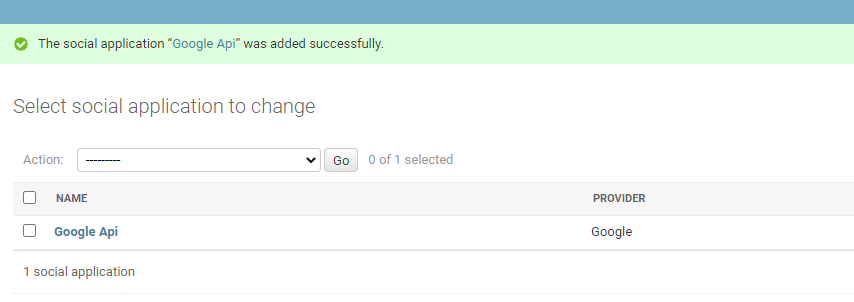 The social application “Google Api” was added successfully.
Select social application to change
Action: --------- Go 0 of 1 selected
NAME PROVIDER
Google Api Google
1 social application